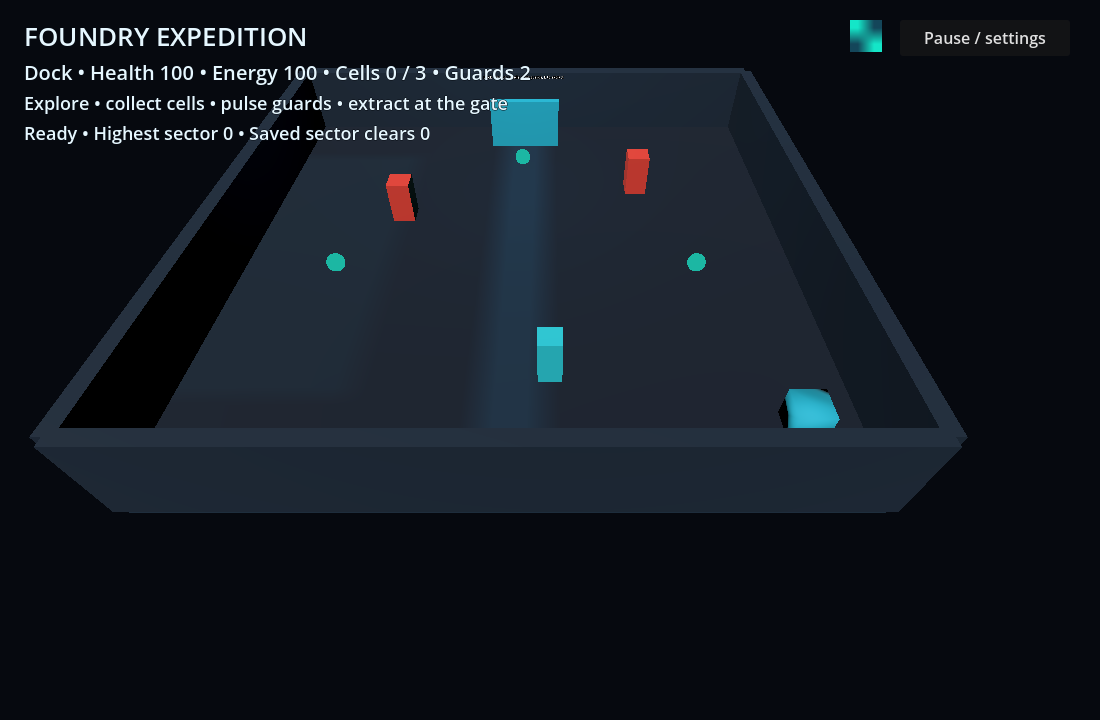 FOUNDRY EXPEDITION
Pause / settings
Dock • Health 100 • Energy 100 • Cells 0 / 3 • Guards 2
Explore • collect cells • pulse guards • extract at the gate
Ready • Highest sector 0 • Saved sector clears 0